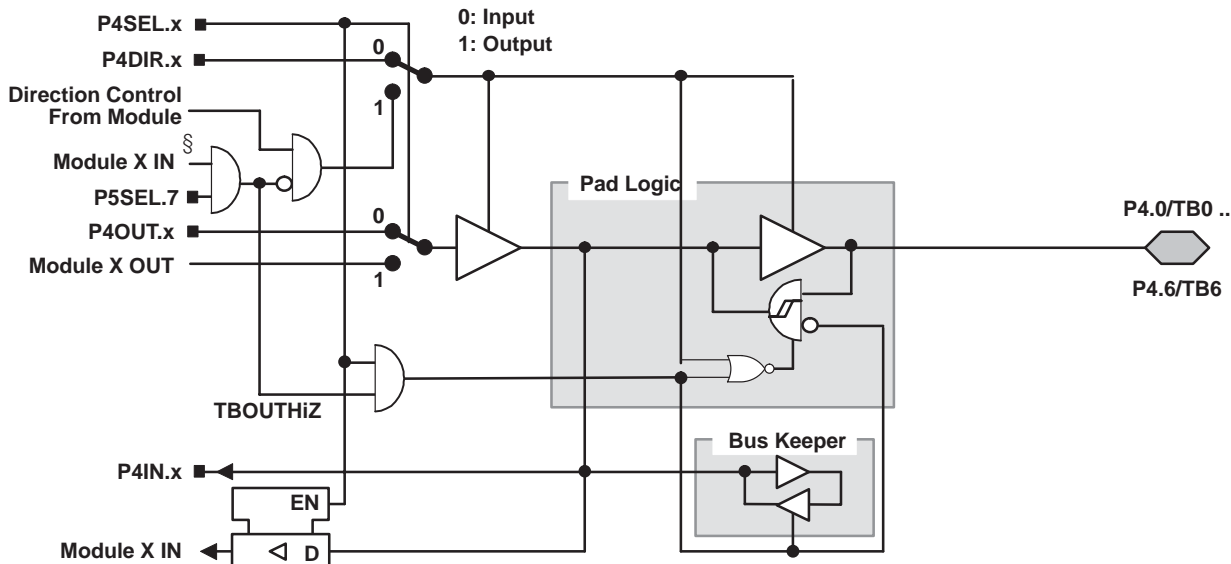 P4SEL.x
0: Input
1: Output
P4DIR.x
0
Direction Control
From Module
1
§
Module X IN
P5SEL.7
Pad Logic
P4OUT.x
0
P4.0/TB0 ..
Module X OUT
1
P4.6/TB6
TBOUTHiZ
Bus Keeper
P4IN.x
EN
Module X IN
D